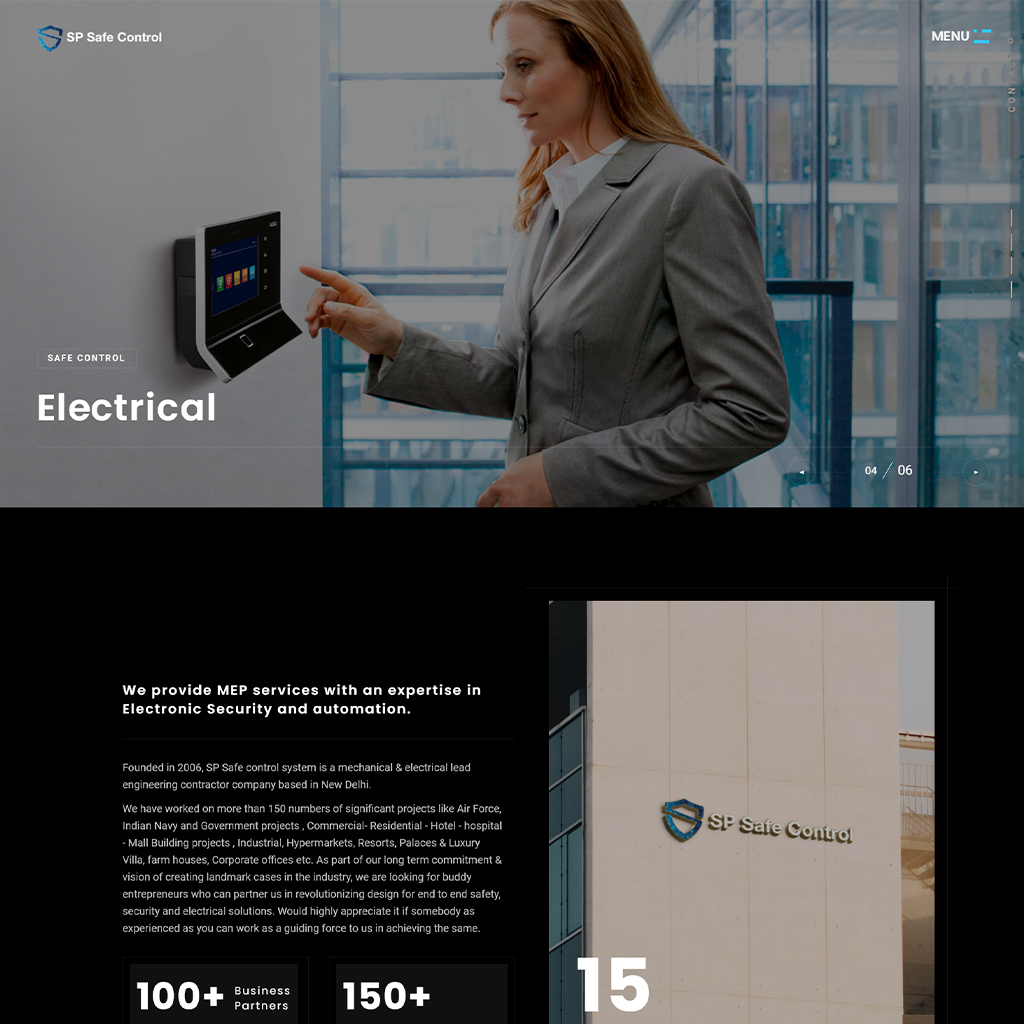 SP Safe Control
MENU
SAFE CONTROL
Electrical
04 / 06
We provide MEP services with an expertise in
Electronic Security and automation.
Founded in 2006, SP Safe control system is a mechanical & electrical lead
engineering contractor company based in New Delhi.
We have worked on more than 150 numbers of significant projects like Air Force,
Indian Navy and Government projects , Commercial- Residential - Hotel - hospital
- Mall Building projects , Industrial, Hypermarkets, Resorts, Palaces & Luxury
Villa, farm houses, Corporate offices etc. As part of our long term commitment &
vision of creating landmark cases in the industry, we are looking for buddy
entrepreneurs who can partner us in revolutionizing design for end to end safety,
security and electrical solutions. Would highly appreciate it if somebody as
experienced as you can work as a guiding force to us in achieving the same.
100+ Business
Partners
150+
SP Safe Control
15